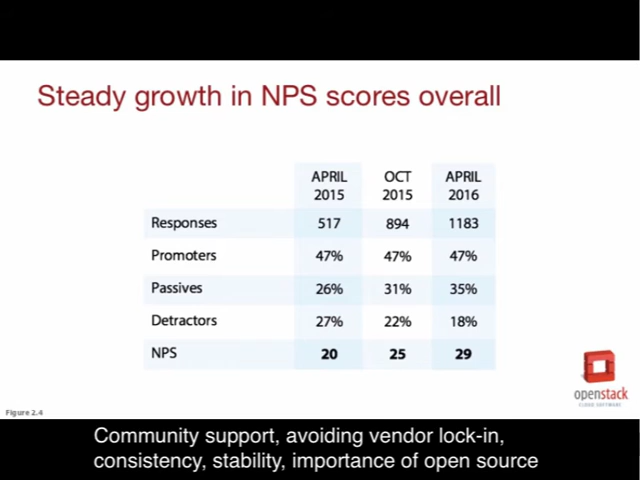 Steady growth in NPS scores overall
APRIL 2015 OCT 2015 APRIL 2016
Responses 517 894 1183
Promoters 47% 47% 47%
Passives 26% 31% 35%
Detractors 27% 22% 18%
NPS 20 25 29
openstack
CLOUD SOFTWARE
Figure 2.4
Community support, avoiding vendor lock-in,
consistency, stability, importance of open source